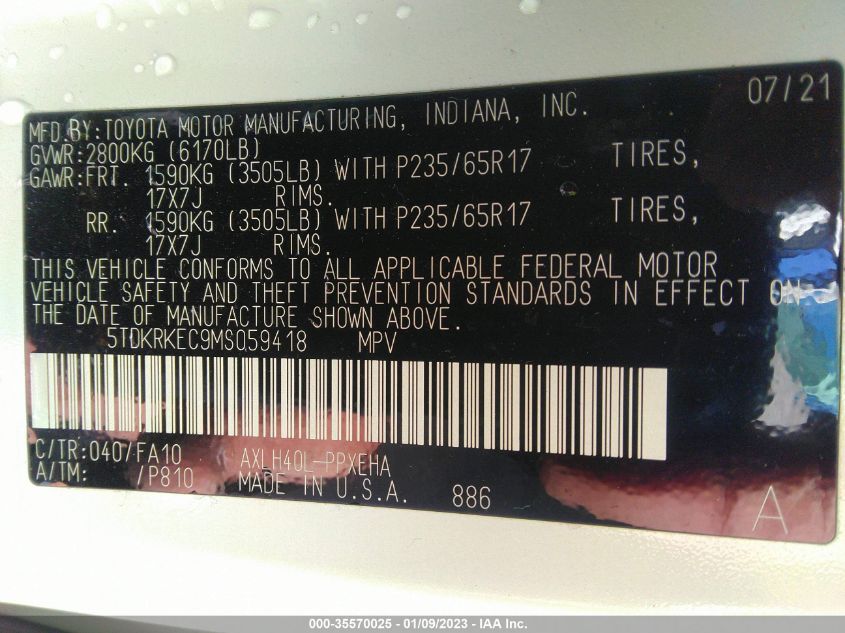 07/21
MFD.BY:TOYOTA MOTOR MANUFACTURING, INDIANA, INC.
GVWR:2800KG (6170LB)
GAWR:FRT. 1590KG (3505LB) WITH P235/65R17 TIRES,
17X7J RIMS.
RR. 1590KG (3505LB) WITH P235/65R17 TIRES,
17X7J RIMS.
THIS VEHICLE CONFORMS TO ALL APPLICABLE FEDERAL MOTOR
VEHICLE SAFETY AND THEFT PREVENTION STANDARDS IN EFFECT ON
THE DATE OF MANUFACTURE SHOWN ABOVE.
5TDKRKEC9MS059418 MPV
C/TR:040/FA10 AXLH40L-PPXEHA
A/TM: /P810 MADE IN U.S.A. 886
A
000-35570025 - 01/09/2023 - IAA Inc.